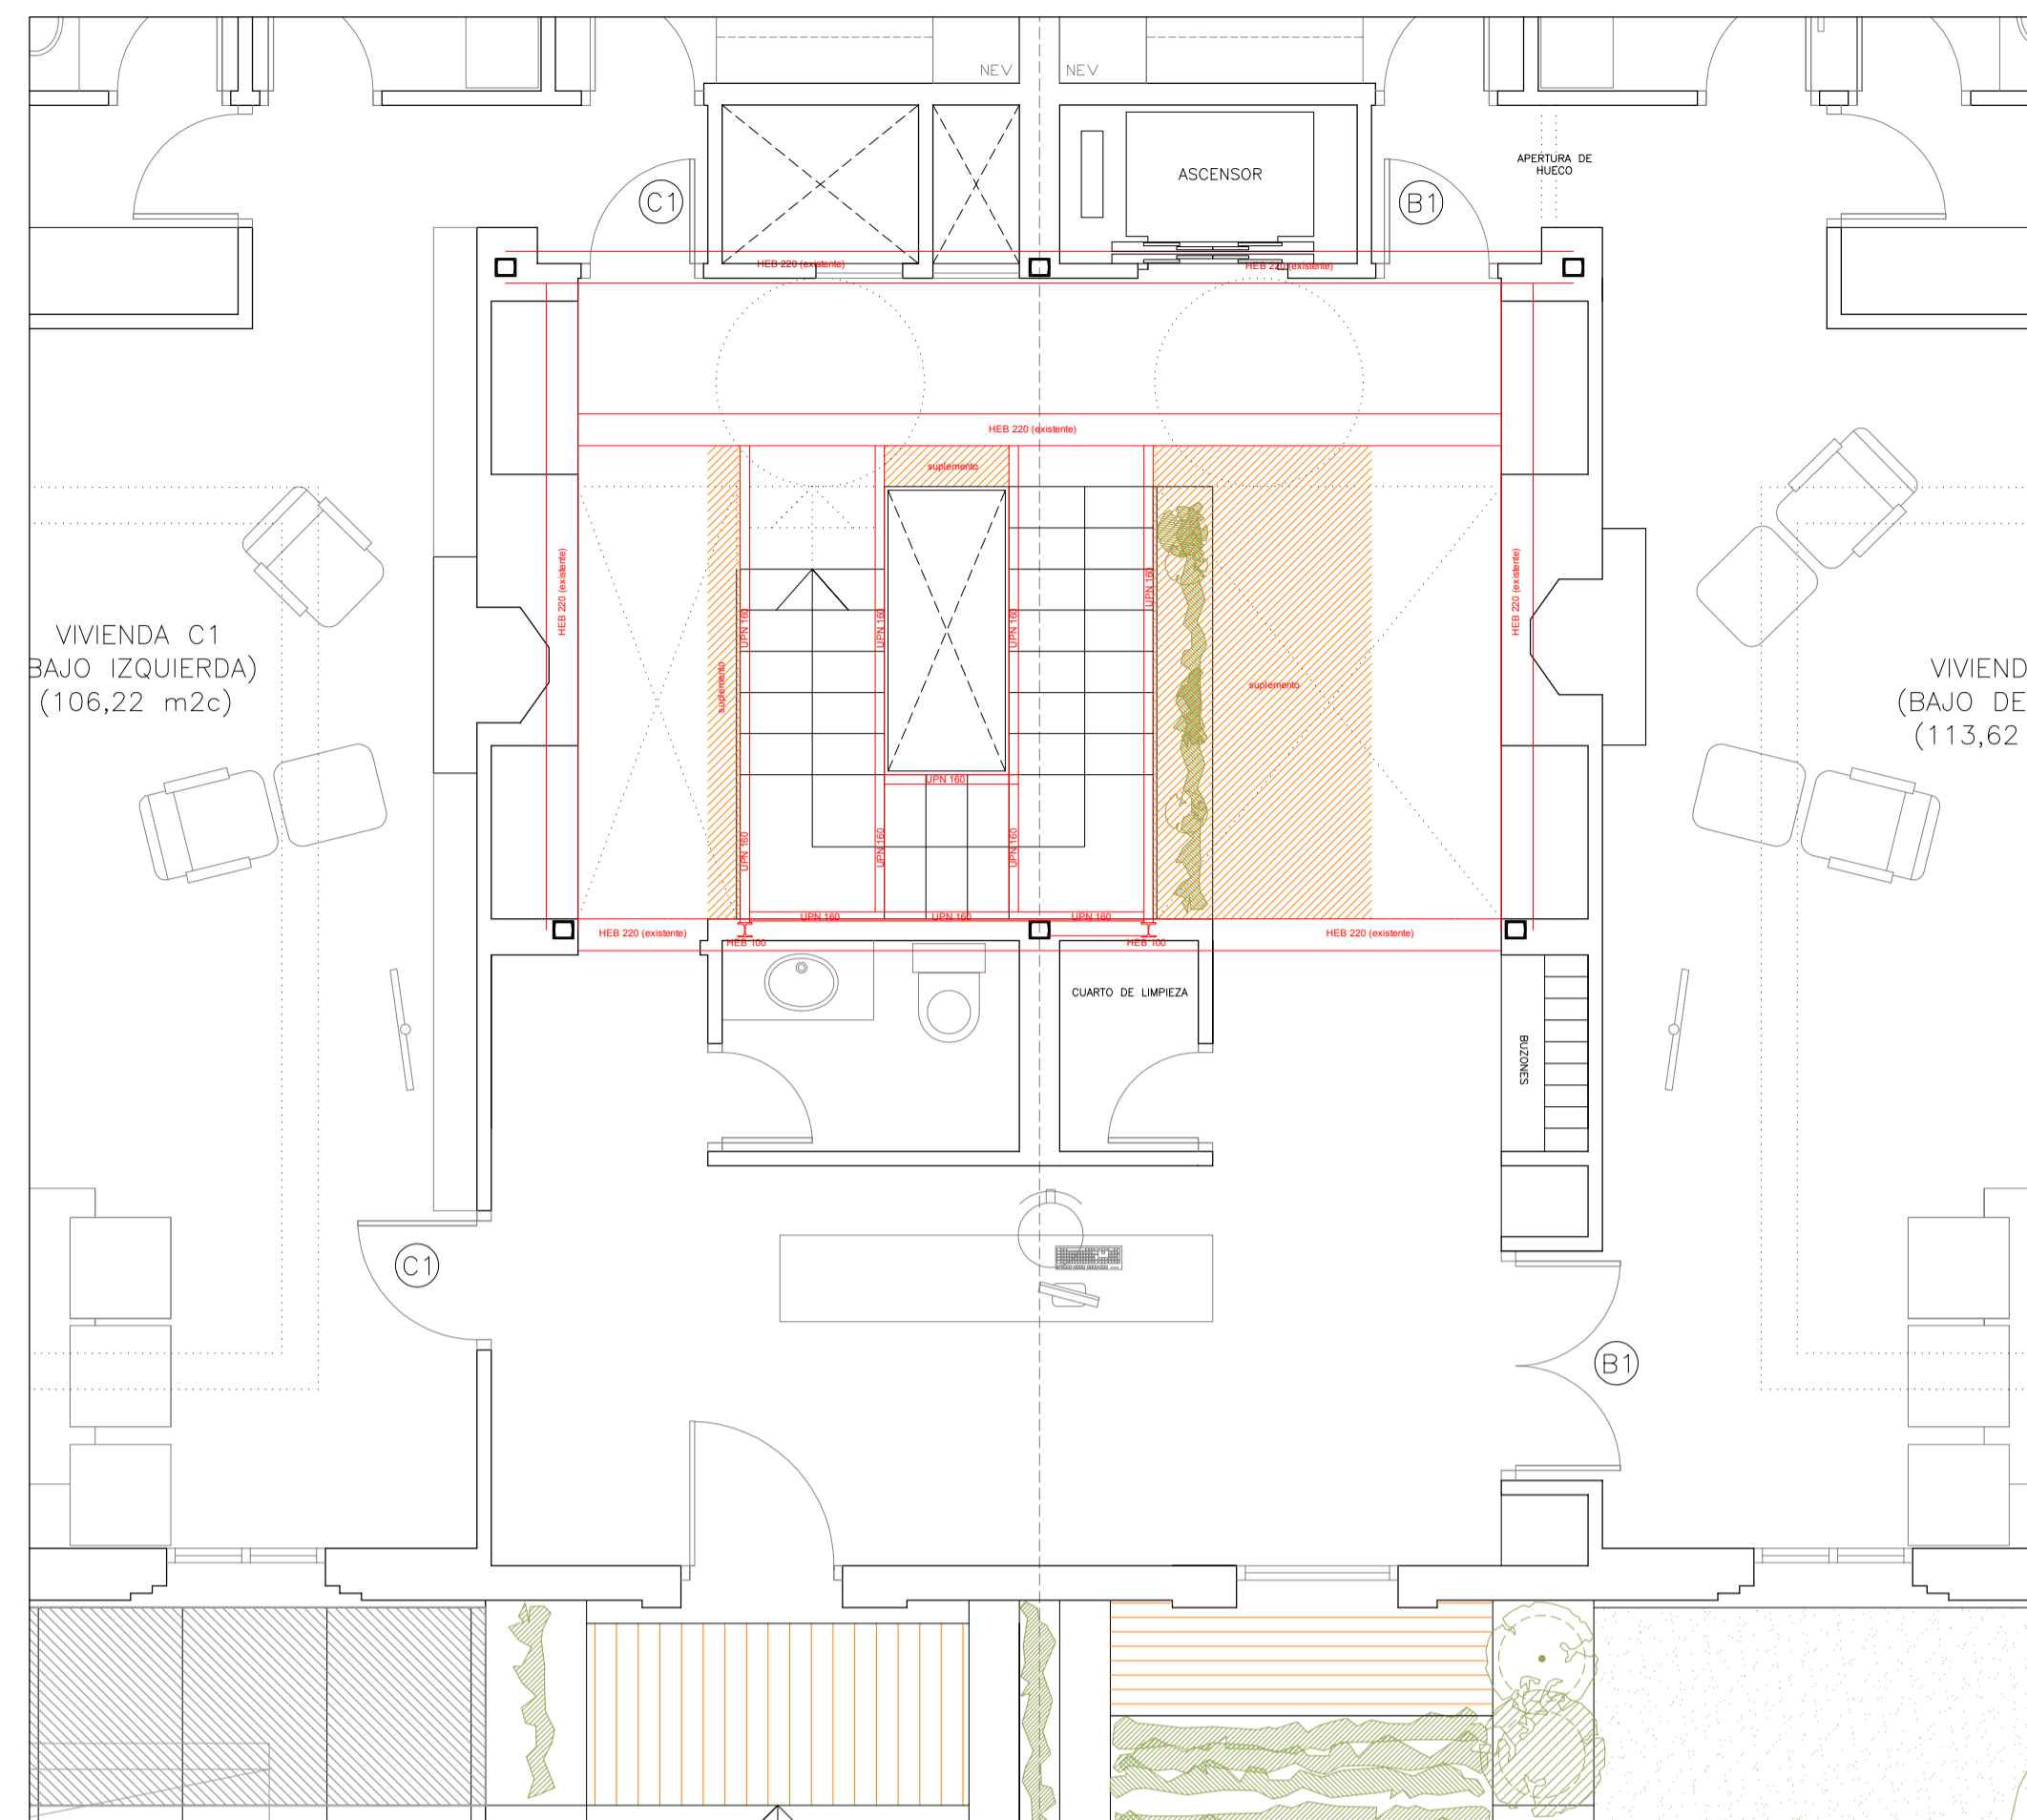 NEV
NEV
ASCENSOR
APERTURA DE
HUECO
C1
B1
HEB 220 (existente)
HEB 220 (existente)
HEB 220 (existente)
suplemento
HEB 220 (existente)
HEB 220 (existente)
UPN 160
UPN 160
UPN 160
UPN 160
VIVIENDA C1
BAJO IZQUIERDA)
(106,22 m2c)
VIVIEND
(BAJO DE
(113,62
suplemento
suplemento
UPN 160
UPN 160
UPN 160
UPN 160
UPN 160
UPN 160
UPN 160
HEB 220 (existente)
HEB 100
HEB 100
HEB 220 (existente)
CUARTO DE LIMPIEZA
BUZONES
C1
B1